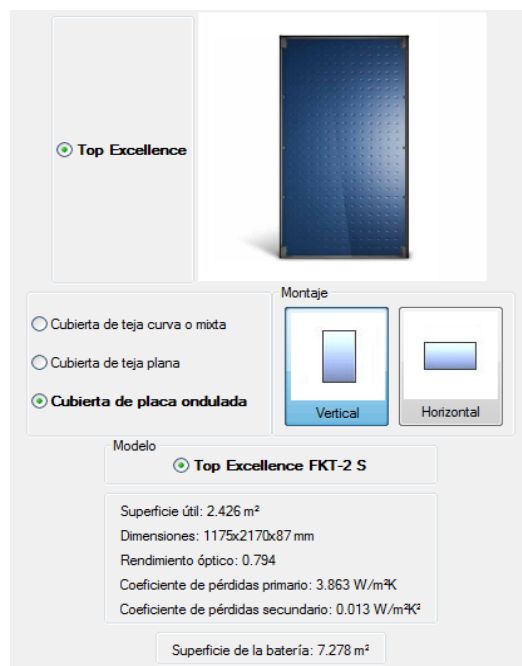 Top Excellence
Cubierta de teja curva o mixta
Cubierta de teja plana
Cubierta de placa ondulada
Montaje
Vertical
Horizontal
Modelo
Top Excellence FKT-2 S
Superficie útil: 2.426 m²
Dimensiones: 1175x2170x87 mm
Rendimiento óptico: 0.794
Coeficiente de pérdidas primario: 3.863 W/m²K
Coeficiente de pérdidas secundario: 0.013 W/m²K²
Superficie de la batería: 7.278 m²